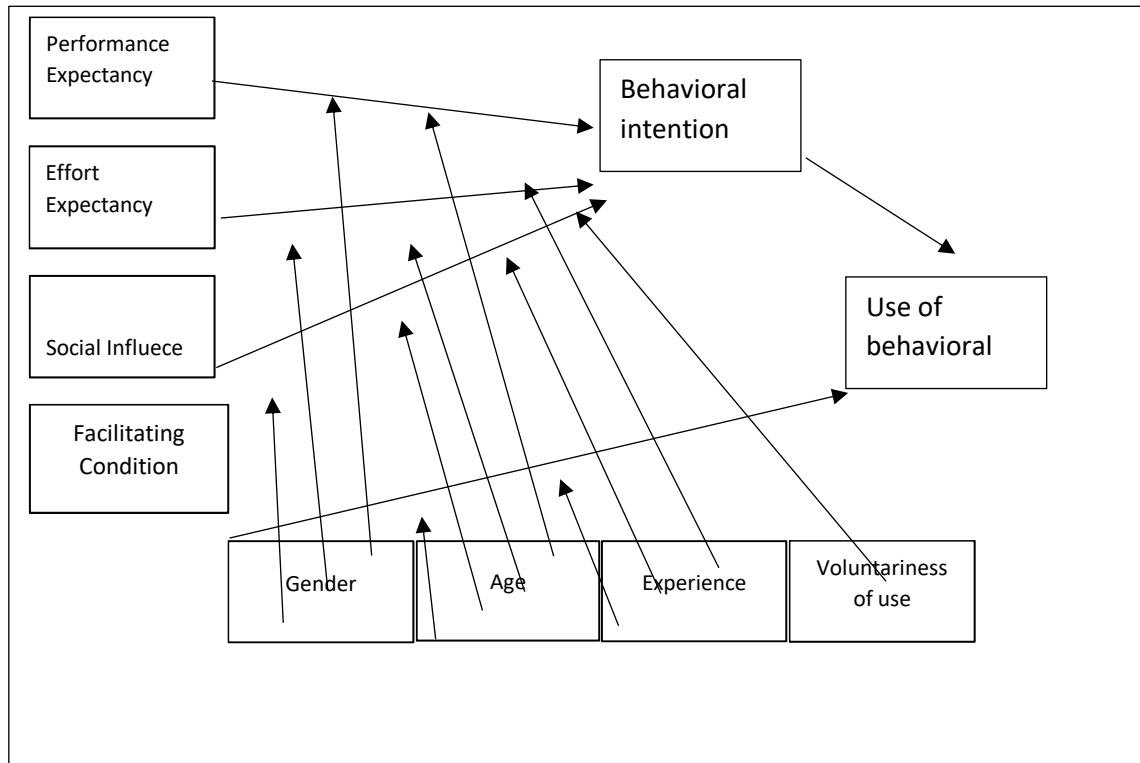 Performance
Expectancy
Behavioral
intention
Effort
Expectancy
Social Influece
Use of
behavioral
Facilitating
Condition
Gender
Age
Experience
Voluntariness
of use